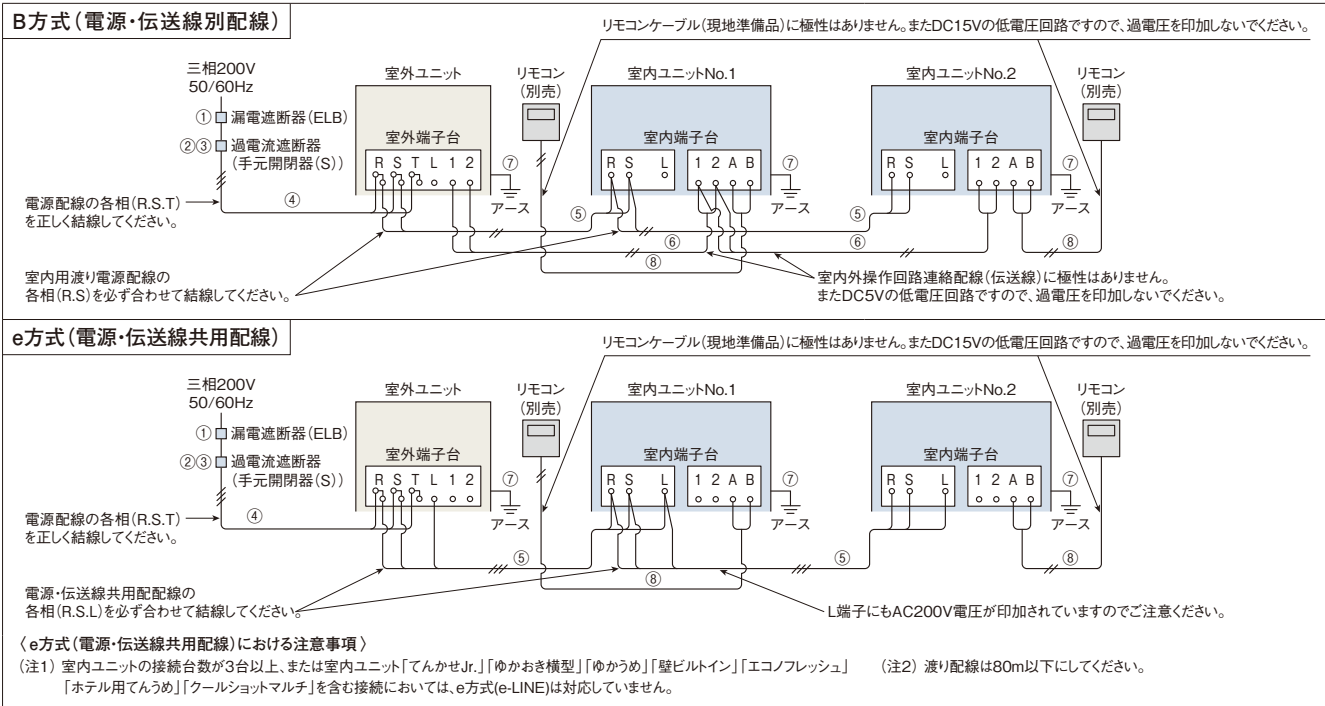 B方式(電源・伝送線別配線)
リモコンケーブル(現地準備品)に極性はありません。またDC15Vの低電圧回路ですので、過電圧を印加しないでください。
三相200V
50/60Hz
① 漏電遮断器(ELB)
②③ 過電流遮断器
(手元開閉器(S))
電源配線の各相(R.S.T)
を正しく結線してください。
④
室外ユニット
室外端子台
R S T L 1 2
⑦
アース
リモコン
(別売)
室内ユニットNo.1
室内端子台
R S L 1 2 A B
⑦
アース
室内ユニットNo.2
室内端子台
R S L 1 2 A B
⑦
アース
リモコン
(別売)
⑤
⑤
⑥
⑥
⑧
⑧
室内用渡り電源配線の
各相(R.S)を必ず合わせて結線してください。
室内外操作回路連絡配線(伝送線)に極性はありません。
またDC5Vの低電圧回路ですので、過電圧を印加しないでください。
e方式(電源・伝送線共用配線)
リモコンケーブル(現地準備品)に極性はありません。またDC15Vの低電圧回路ですので、過電圧を印加しないでください。
三相200V
50/60Hz
① 漏電遮断器(ELB)
②③ 過電流遮断器
(手元開閉器(S))
電源配線の各相(R.S.T)
を正しく結線してください。
④
室外ユニット
室外端子台
R S T L 1 2
⑦
アース
リモコン
(別売)
室内ユニットNo.1
室内端子台
R S L 1 2 A B
⑦
アース
室内ユニットNo.2
室内端子台
R S L 1 2 A B
⑦
アース
リモコン
(別売)
⑤
⑤
⑧
⑧
電源・伝送線共用配配線の
各相(R.S.L)を必ず合わせて結線してください。
L端子にもAC200V電圧が印加されていますのでご注意ください。
〈e方式(電源・伝送線共用配線)における注意事項〉
(注1) 室内ユニットの接続台数が3台以上、または室内ユニット「てんかせJr.」「ゆかおき横型」「ゆかうめ」「壁ビルトイン」「エコノフレッシュ」
「ホテル用てんうめ」「クールショットマルチ」を含む接続においては、e方式(e-LINE)は対応していません。
(注2) 渡り配線は80m以下にしてください。